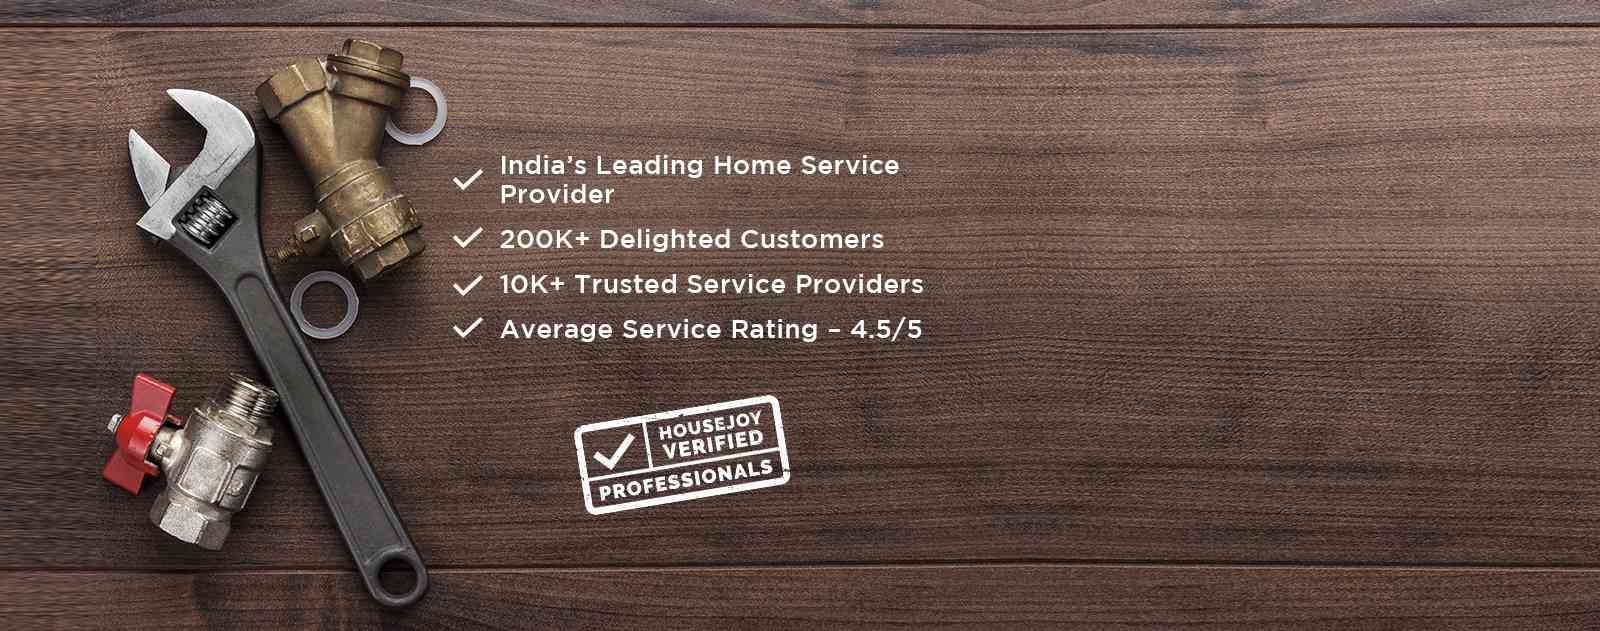 India’s Leading Home Service
Provider
200K+ Delighted Customers
10K+ Trusted Service Providers
Average Service Rating – 4.5/5
HOUSEJOY
VERIFIED
PROFESSIONALS